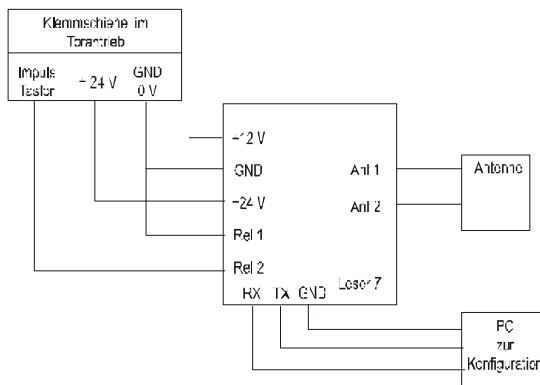 Klemmschiene im
Torantrieb
Impuls
Taster
+ 24 V
GND
0 V
+12 V
GND
+24 V
Rel 1
Rel 2
Ant 1
Ant 2
Leser 7
RX TX GND
Antenne
PC
zur
Konfiguration